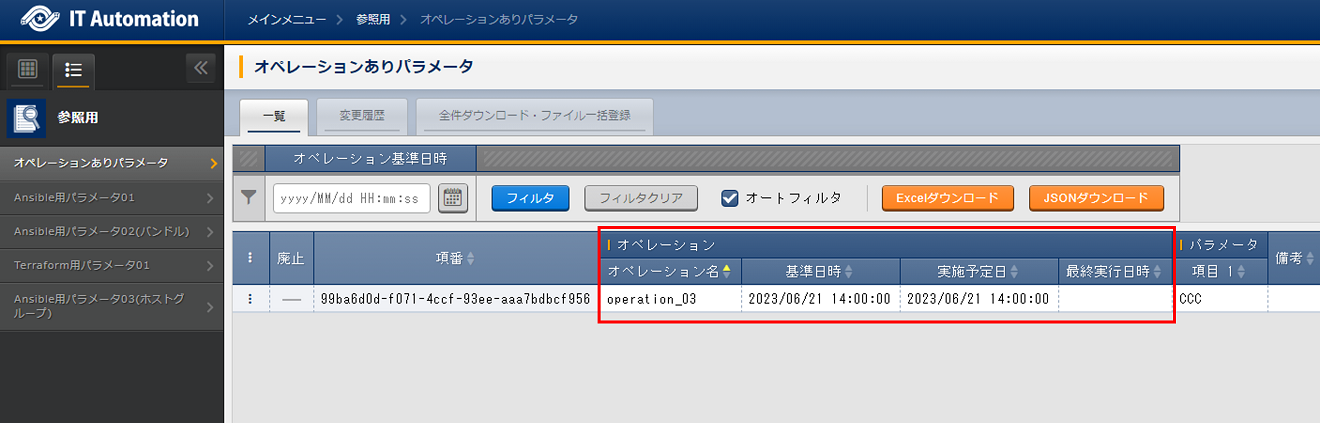 IT Automation
メインメニュー > 参照用 > オペレーションありパラメータ
参照用
オペレーションありパラメータ
Ansible用パラメータ01
Ansible用パラメータ02(バンドル)
Terraform用パラメータ01
Ansible用パラメータ03(ホストグ
ループ)
オペレーションありパラメータ
一覧 変更履歴 全件ダウンロード・ファイル一括登録
オペレーション基準日時
yyyy/MM/dd HH:mm:ss フィルタ フィルタクリア オートフィルタ Excelダウンロード JSONダウンロード
オペレーション パラメータ
廃止 項番 オペレーション名 基準日時 実施予定日 最終実行日時 項目 1 備考
99ba6d0d-f071-4ccf-93ee-aaa7bdbcf956 operation_03 2023/06/21 14:00:00 2023/06/21 14:00:00 CCC